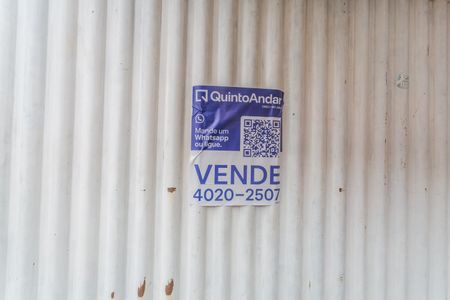 QuintoAndar
Mande um
Whatsapp
ou ligue.
VENDE
4020-2507